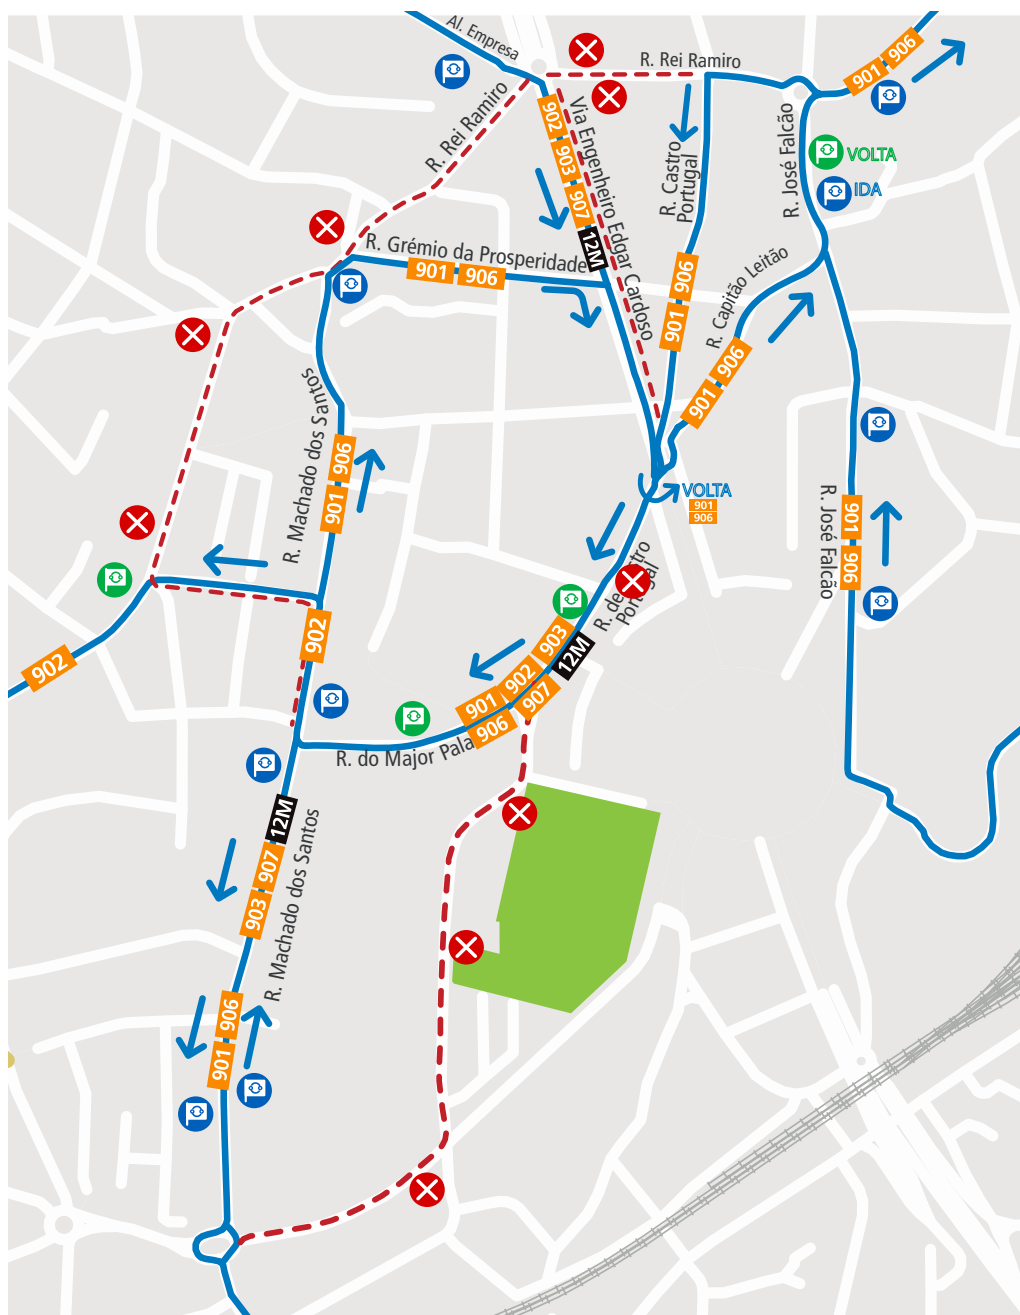 Al. Empresa
R. Rei Ramiro
901 906
R. Rei Ramiro
902 903 907 12M
Via Engenheiro Edgar Cardoso
R. Castro
Portugal
R. José Falcão
VOLTA
IDA
R. Grémio da Prosperidade
901 906
901 906
R. Capitão Leitão
901 906
R. Machado dos Santos
901 906
VOLTA
901
906
R. José Falcão
901 906
902
902
R. de
tro
Portugal
901 902 903
906 907
12M
R. do Major Pala
12M
903 907
R. Machado dos Santos
901 906